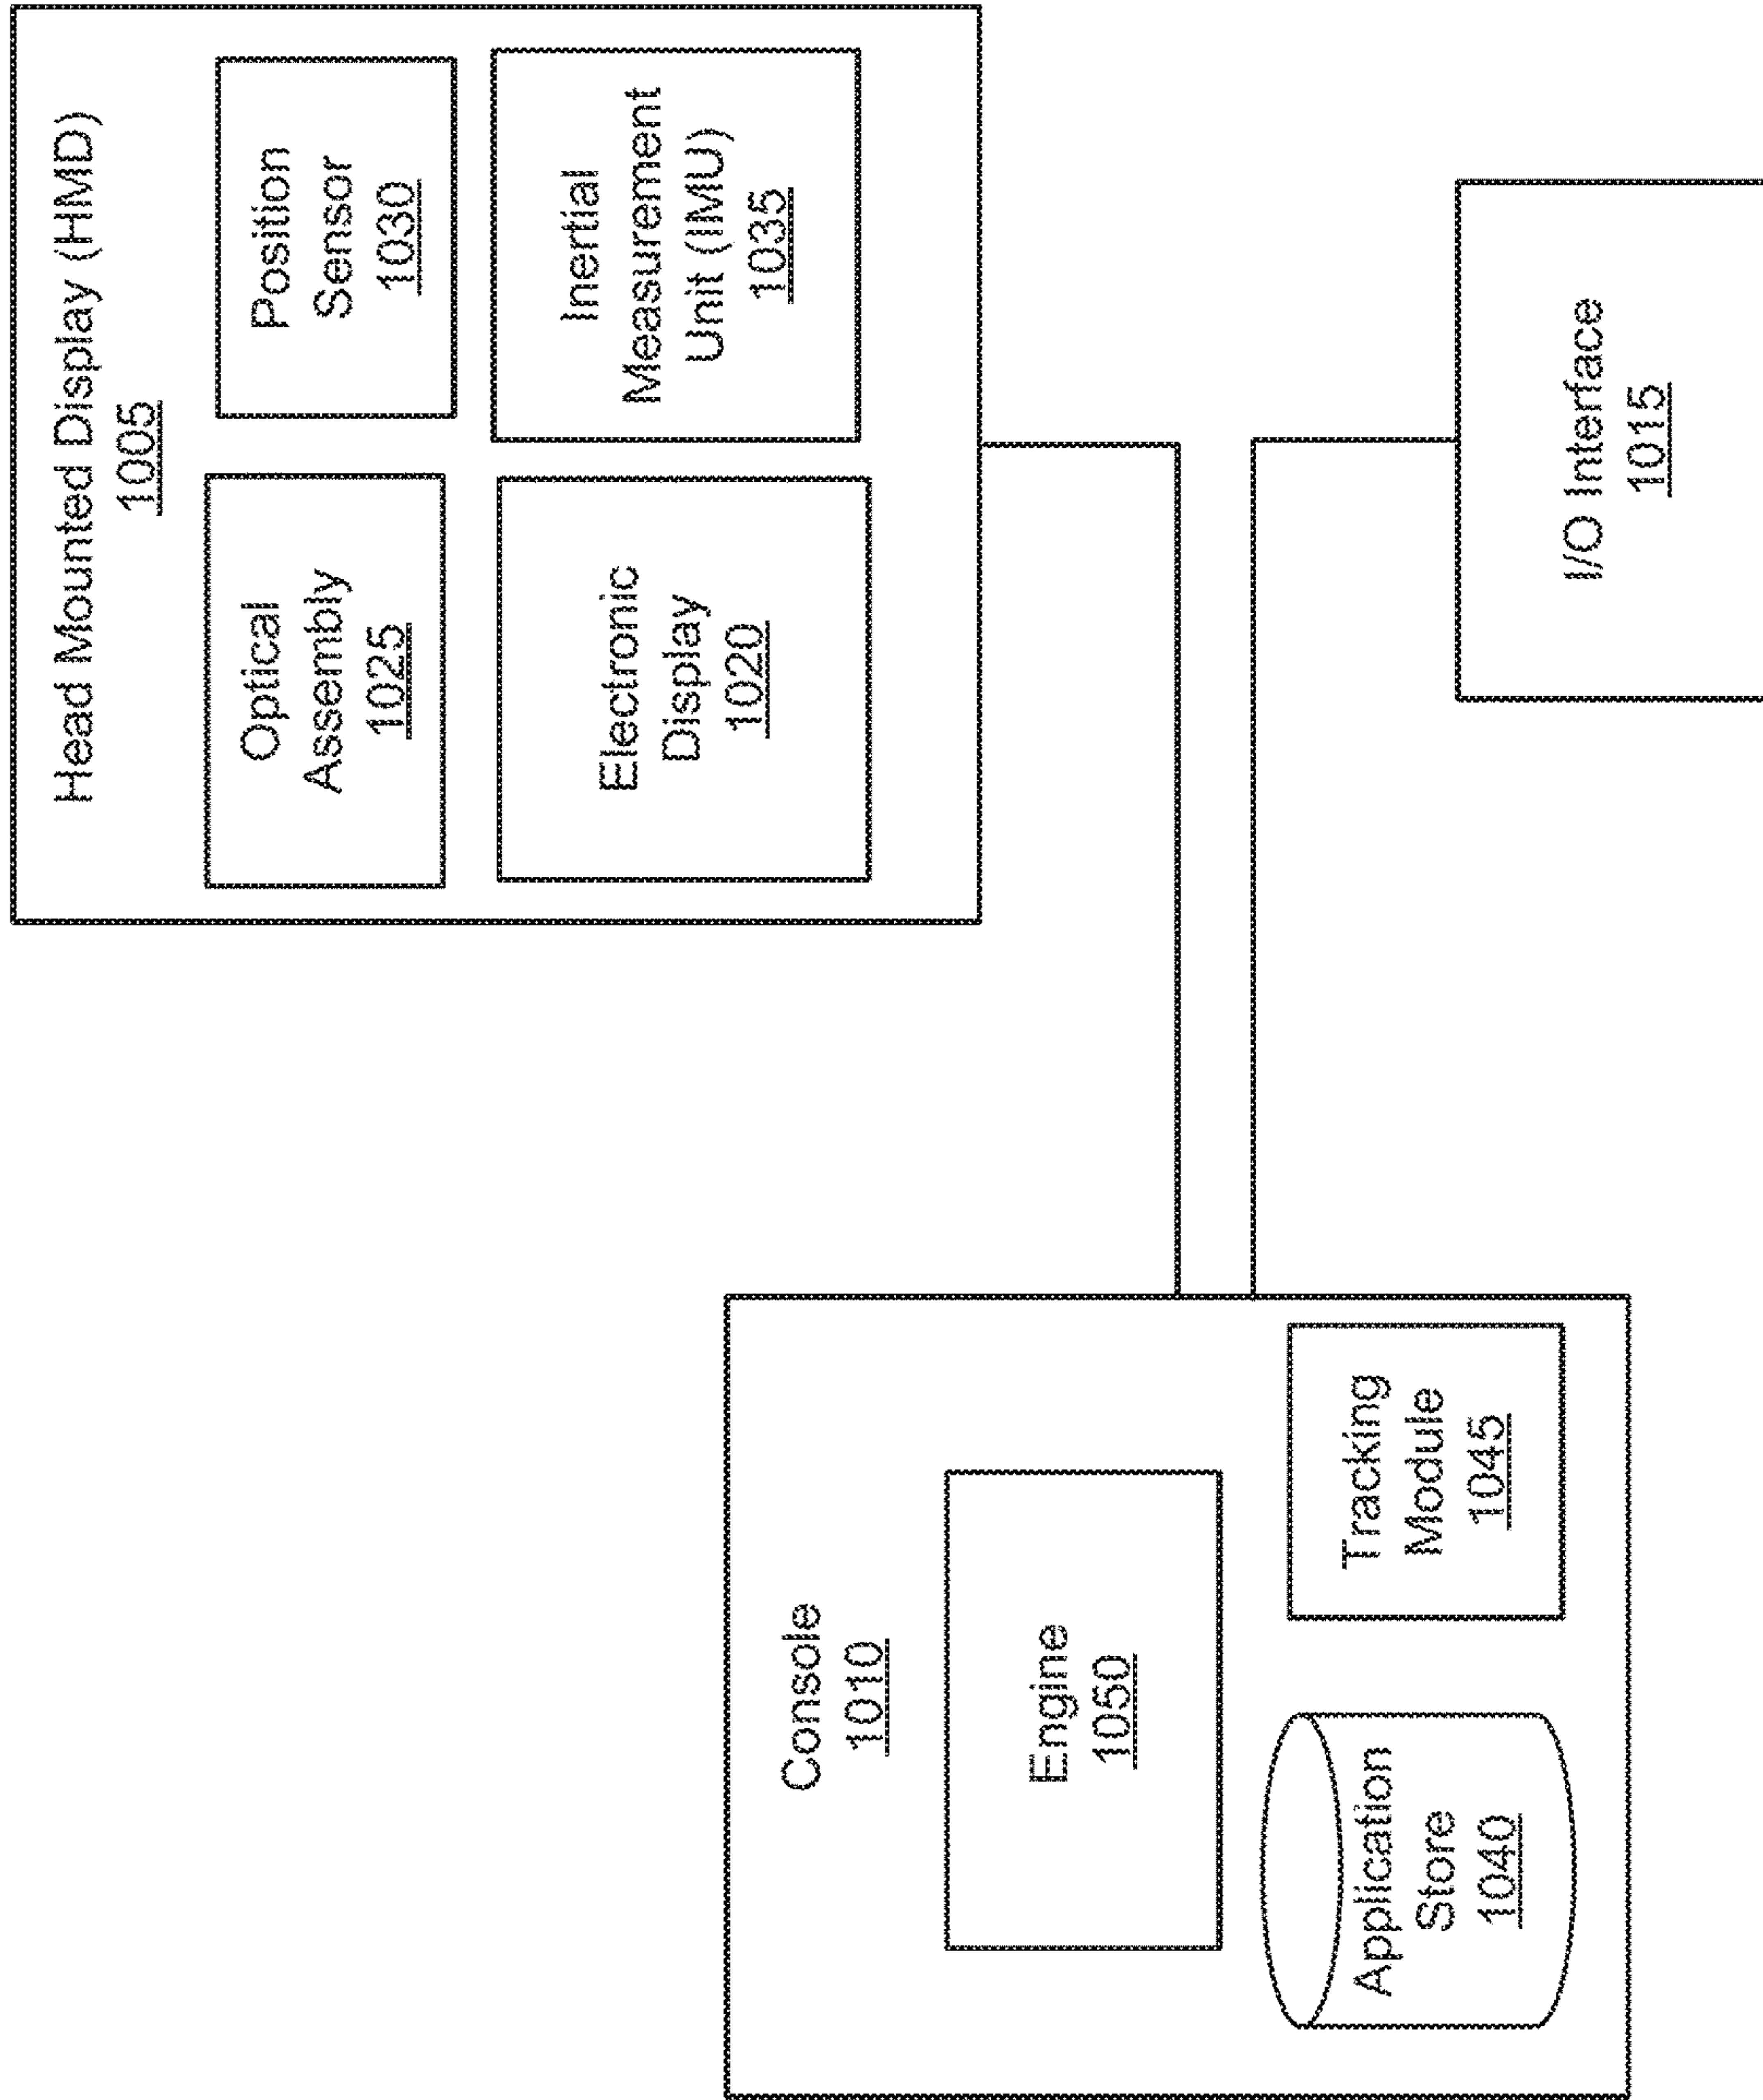 Head Mounted Display (HMD)
1005
Optical
Assembly
1025
Position
Sensor
1030
Electronic
Display
1020
Inertial
Measurement
Unit (IMU)
1035
Console
1010
Engine
1050
Application
Store
1040
Tracking
Module
1045
I/O Interface
1015